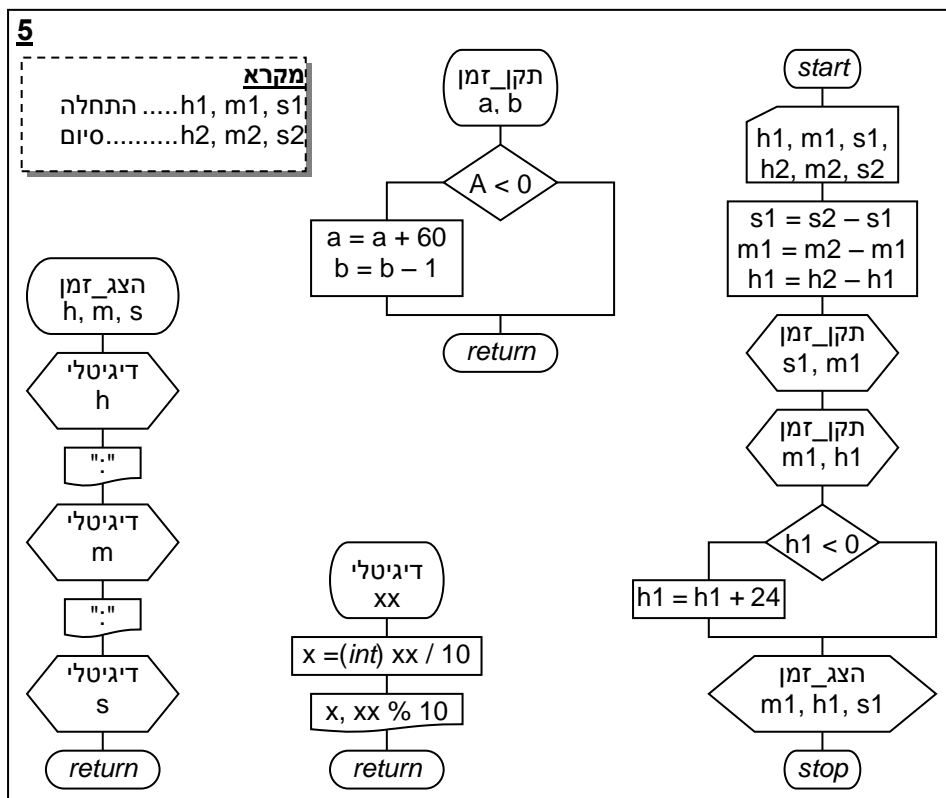 5
מקרא
h1, m1, s1..... התחלה
h2, m2, s2..........סיום
תקן_זמן
a, b
A < 0
a = a + 60
b = b – 1
return
start
h1, m1, s1,
h2, m2, s2
s1 = s2 – s1
m1 = m2 – m1
h1 = h2 – h1
תקן_זמן
s1, m1
תקן_זמן
m1, h1
h1 < 0
h1 = h1 + 24
הצג_זמן
m1, h1, s1
stop
הצג_זמן
h, m, s
דיגיטלי
h
":"
דיגיטלי
m
":"
דיגיטלי
s
return
דיגיטלי
xx
x =(int) xx / 10
x, xx % 10
return